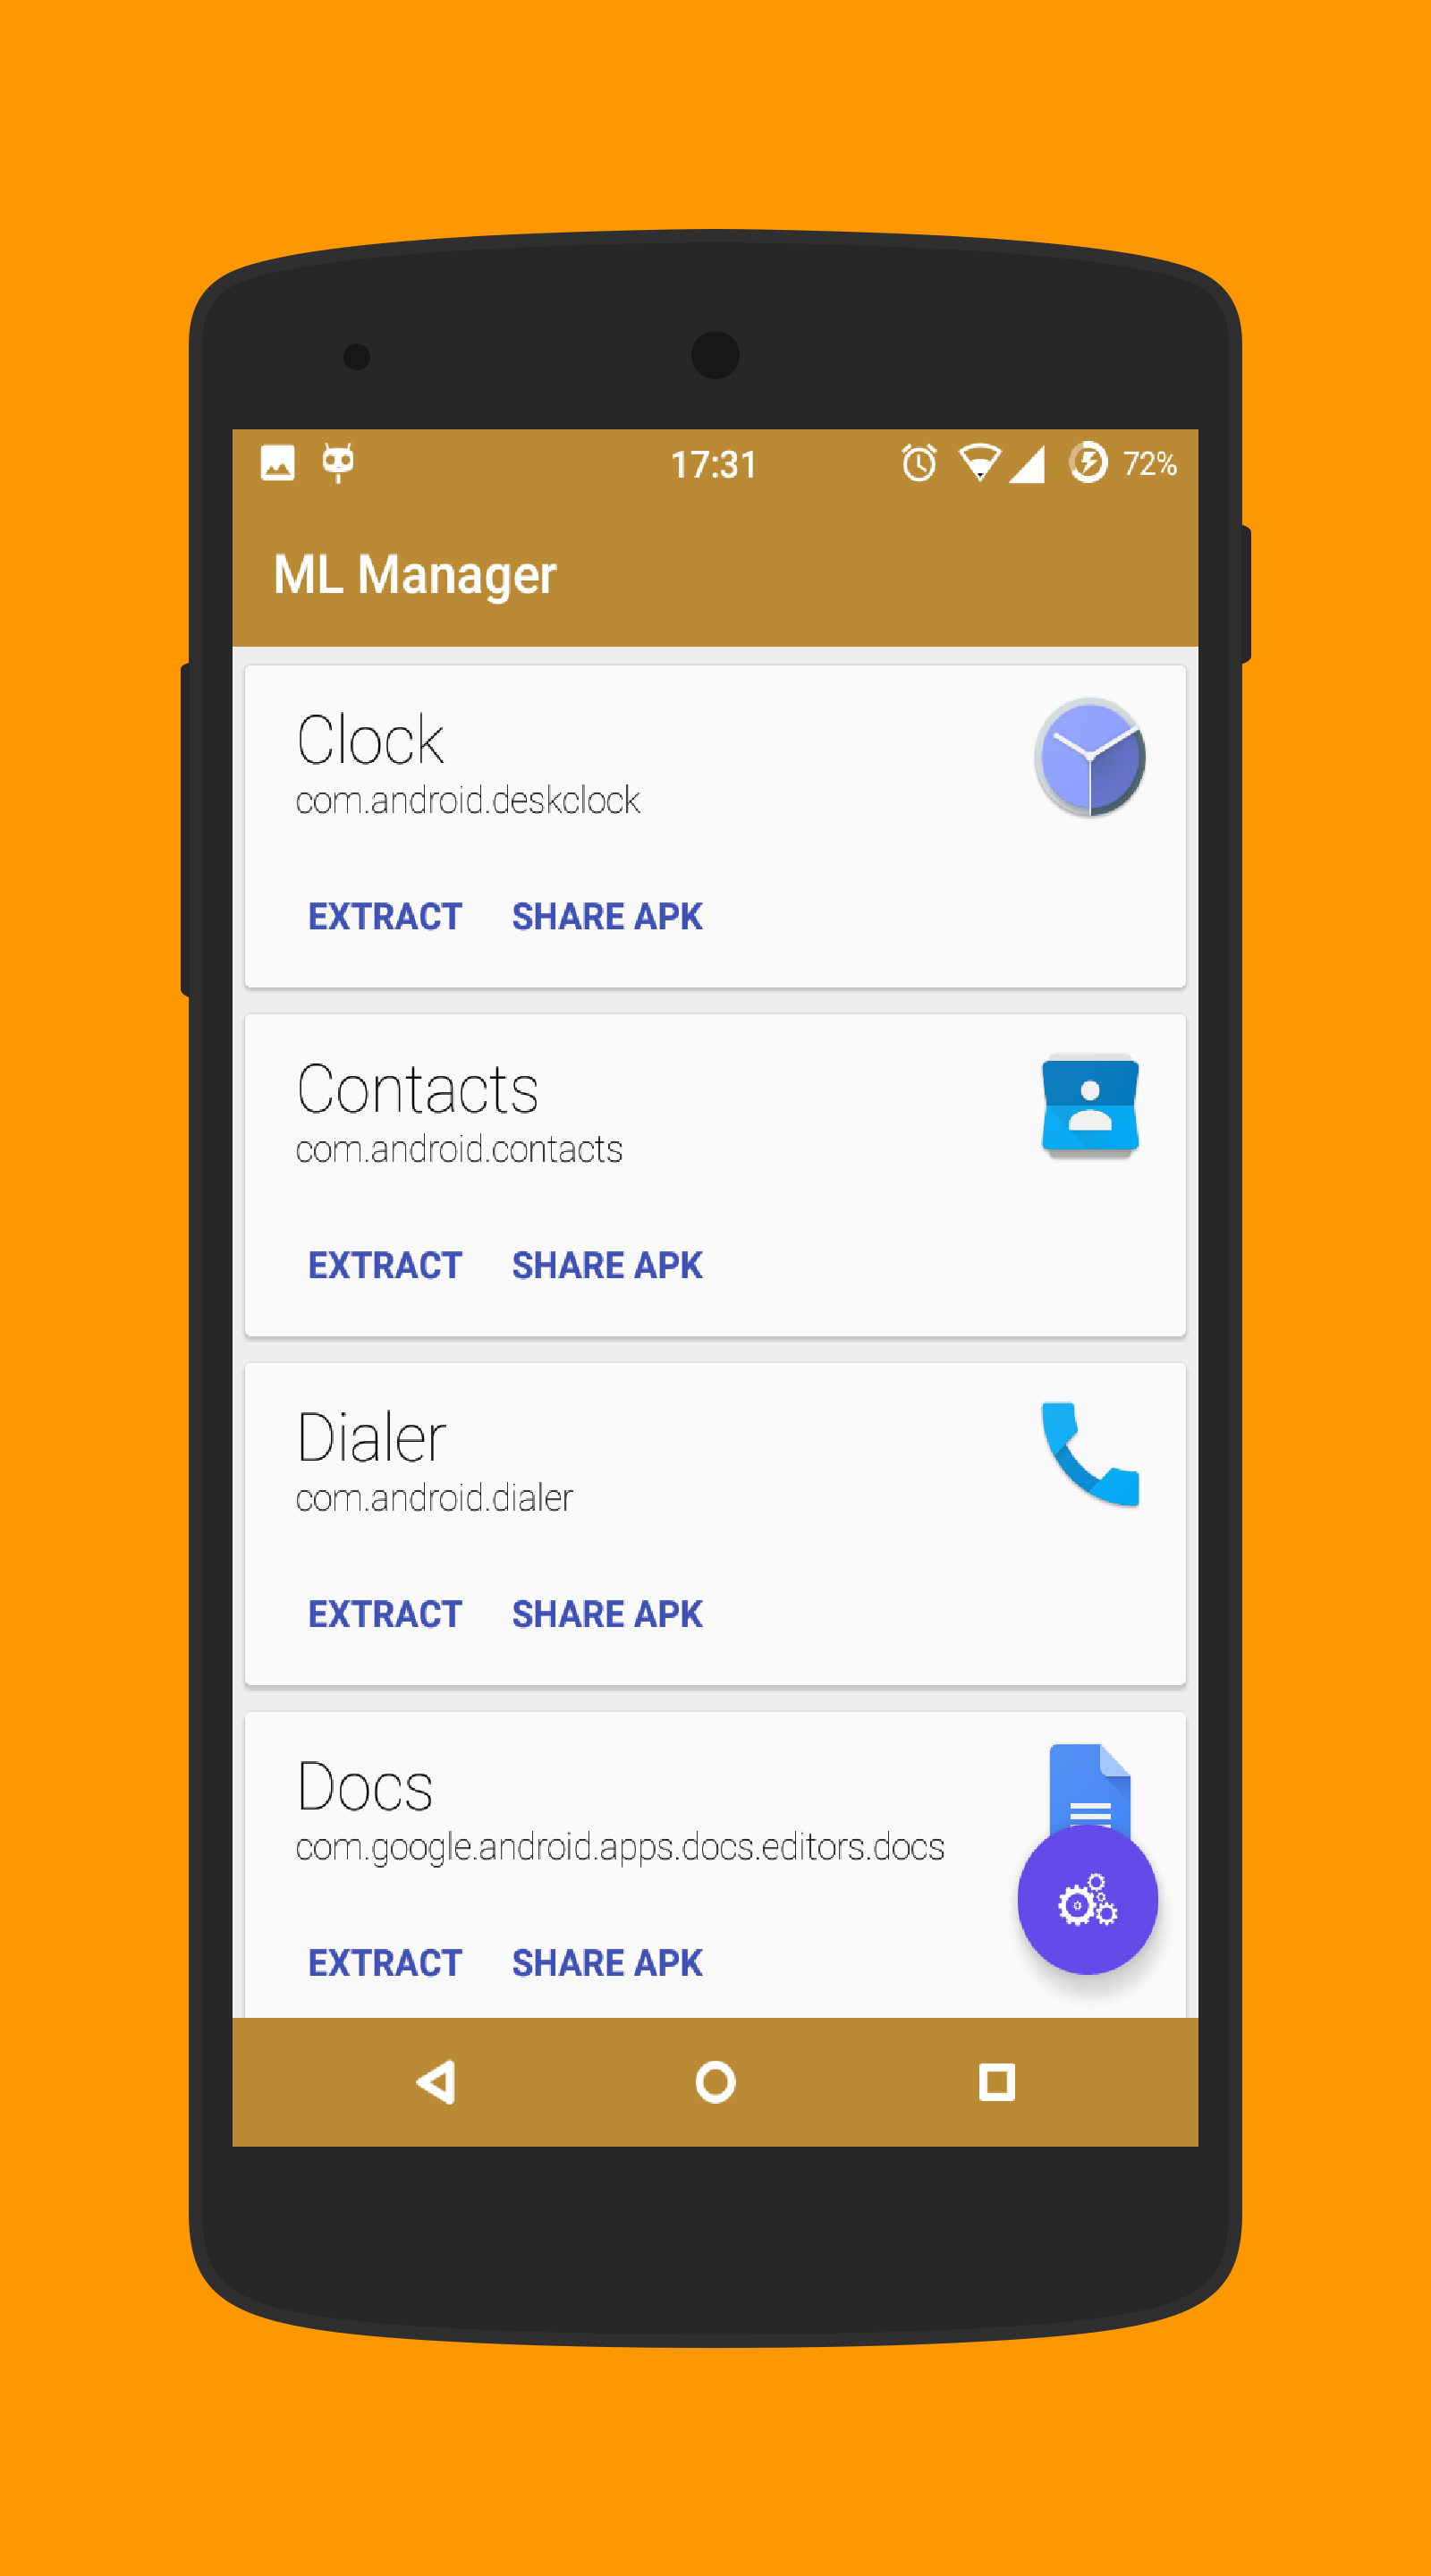 17:31 72%
ML Manager
Clock
com.android.deskclock
EXTRACT SHARE APK
Contacts
com.android.contacts
EXTRACT SHARE APK
Dialer
com.android.dialer
EXTRACT SHARE APK
Docs
com.google.android.apps.docs.editors.docs
EXTRACT SHARE APK